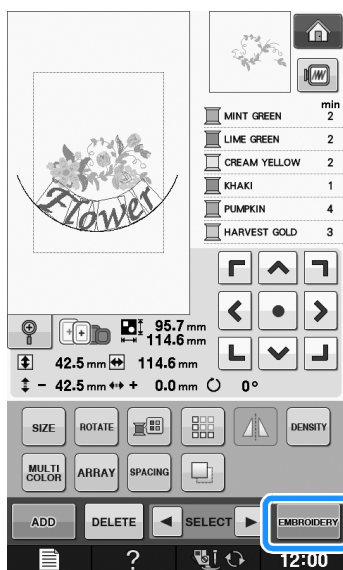 min
MINT GREEN 2
LIME GREEN 2
CREAM YELLOW 2
KHAKI 1
PUMPKIN 4
HARVEST GOLD 3
Flower
95.7 mm
114.6 mm
42.5 mm 114.6 mm
- 42.5 mm + 0.0 mm 0°
SIZE ROTATE DENSITY
MULTI COLOR ARRAY SPACING
ADD DELETE SELECT EMBROIDERY
? 12:00